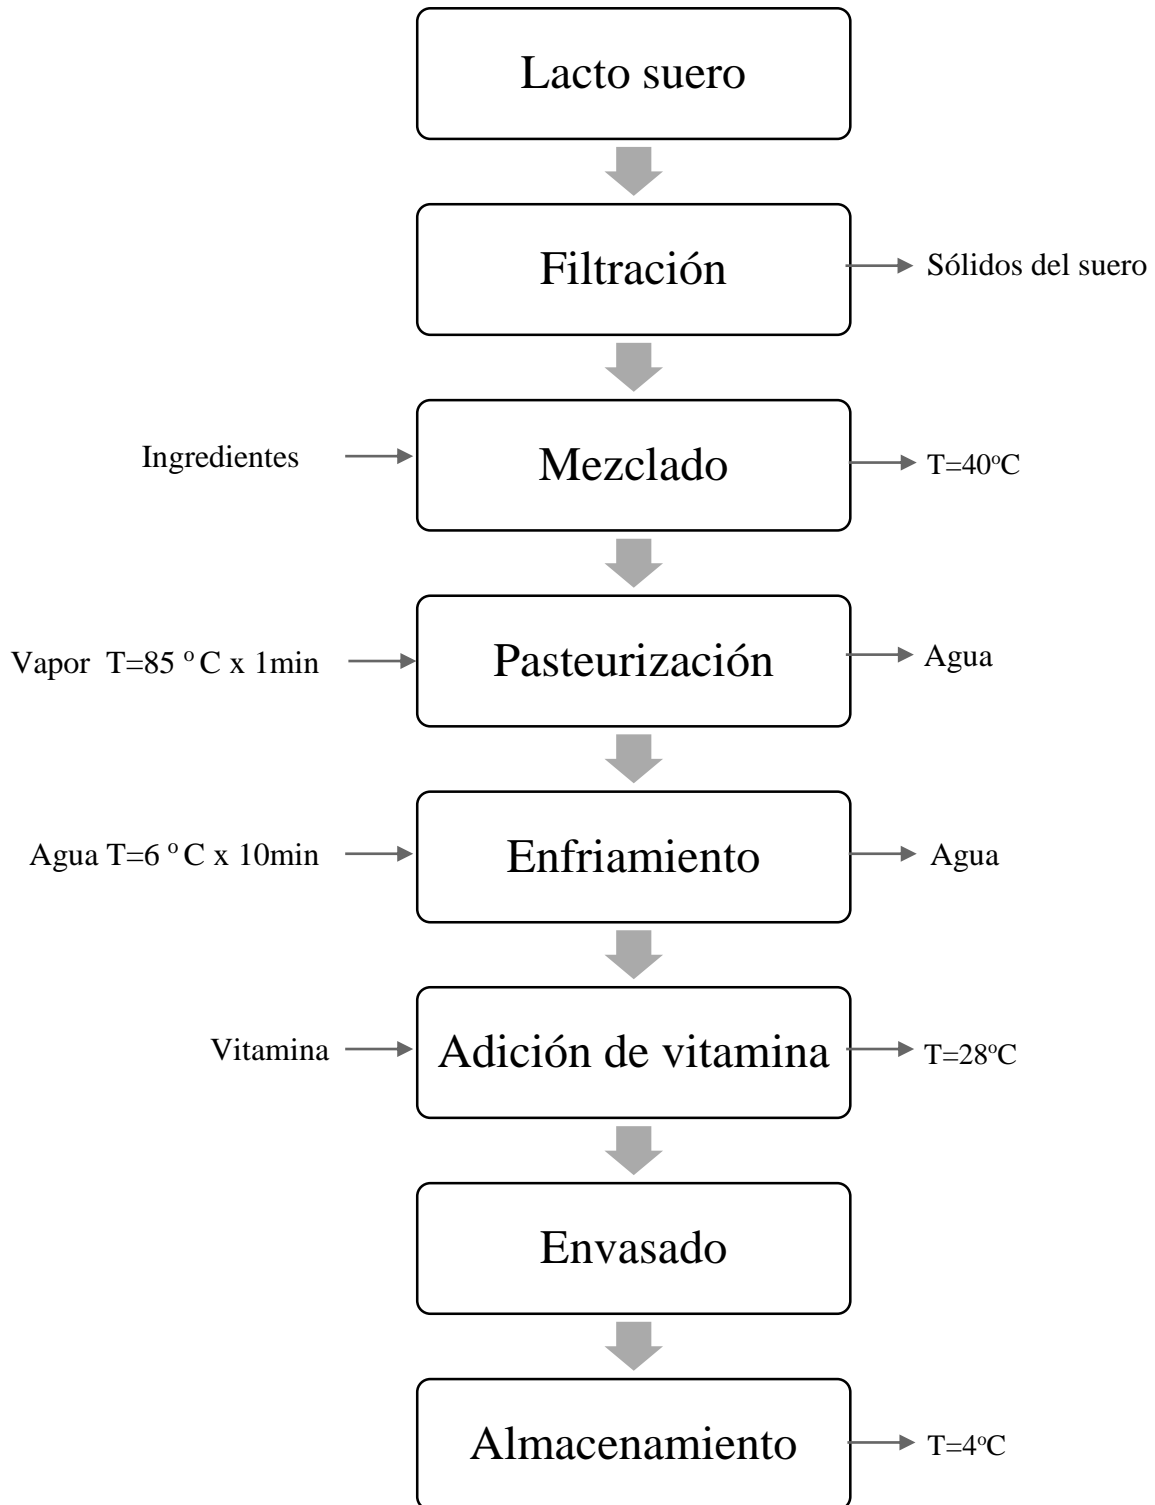 Lacto suero
Filtración
Sólidos del suero
Ingredientes
Mezclado
T=40ºC
Vapor  T=85 º C x 1min
Pasteurización
Agua
Agua T=6 º C x 10min
Enfriamiento
Agua
Vitamina
Adición de vitamina
T=28ºC
Envasado
Almacenamiento
T=4ºC